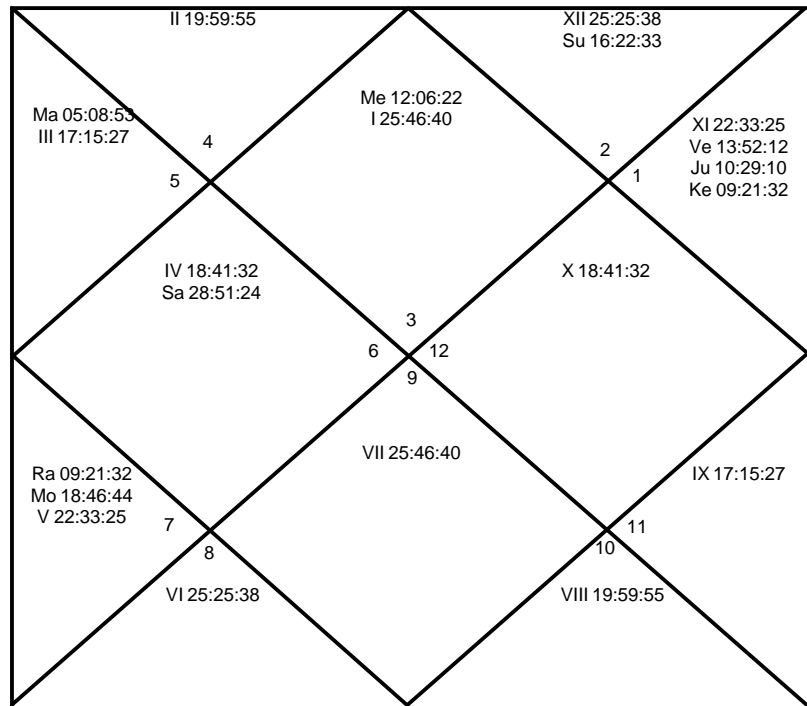 II 19:59:55
XII 25:25:38
Su 16:22:33
Me 12:06:22
I 25:46:40
Ma 05:08:53
III 17:15:27
XI 22:33:25
Ve 13:52:12
Ju 10:29:10
Ke 09:21:32
4
2
5
1
IV 18:41:32
Sa 28:51:24
X 18:41:32
3
6
12
9
VII 25:46:40
Ra 09:21:32
Mo 18:46:44
V 22:33:25
IX 17:15:27
7
11
8
10
VI 25:25:38
VIII 19:59:55